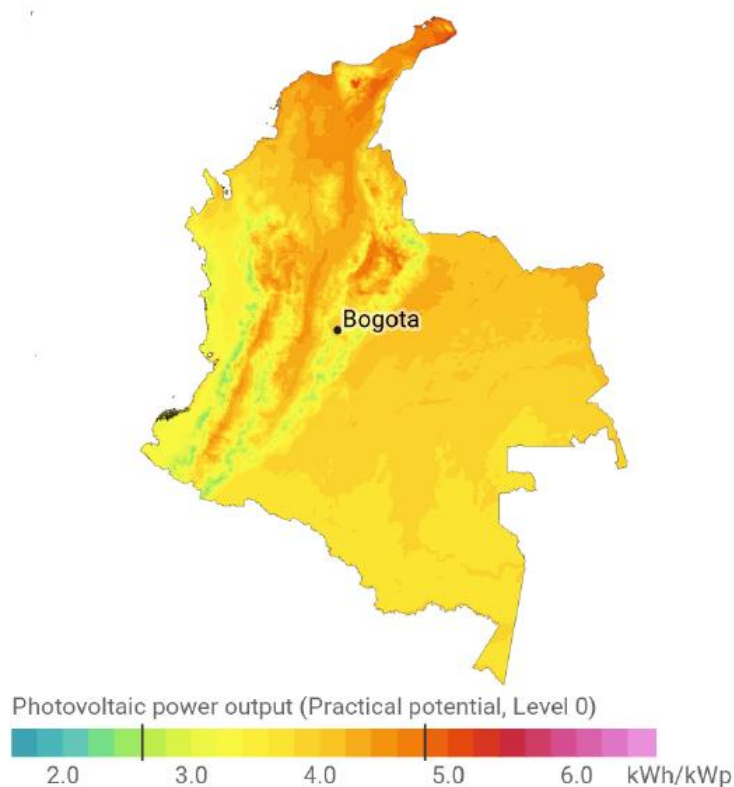 Bogota
Photovoltaic power output (Practical potential, Level 0)
2.0 3.0 4.0 5.0 6.0 kWh/kWp